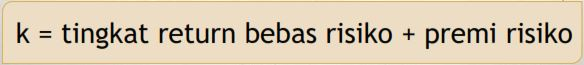 k = tingkat return bebas risiko + premi risiko